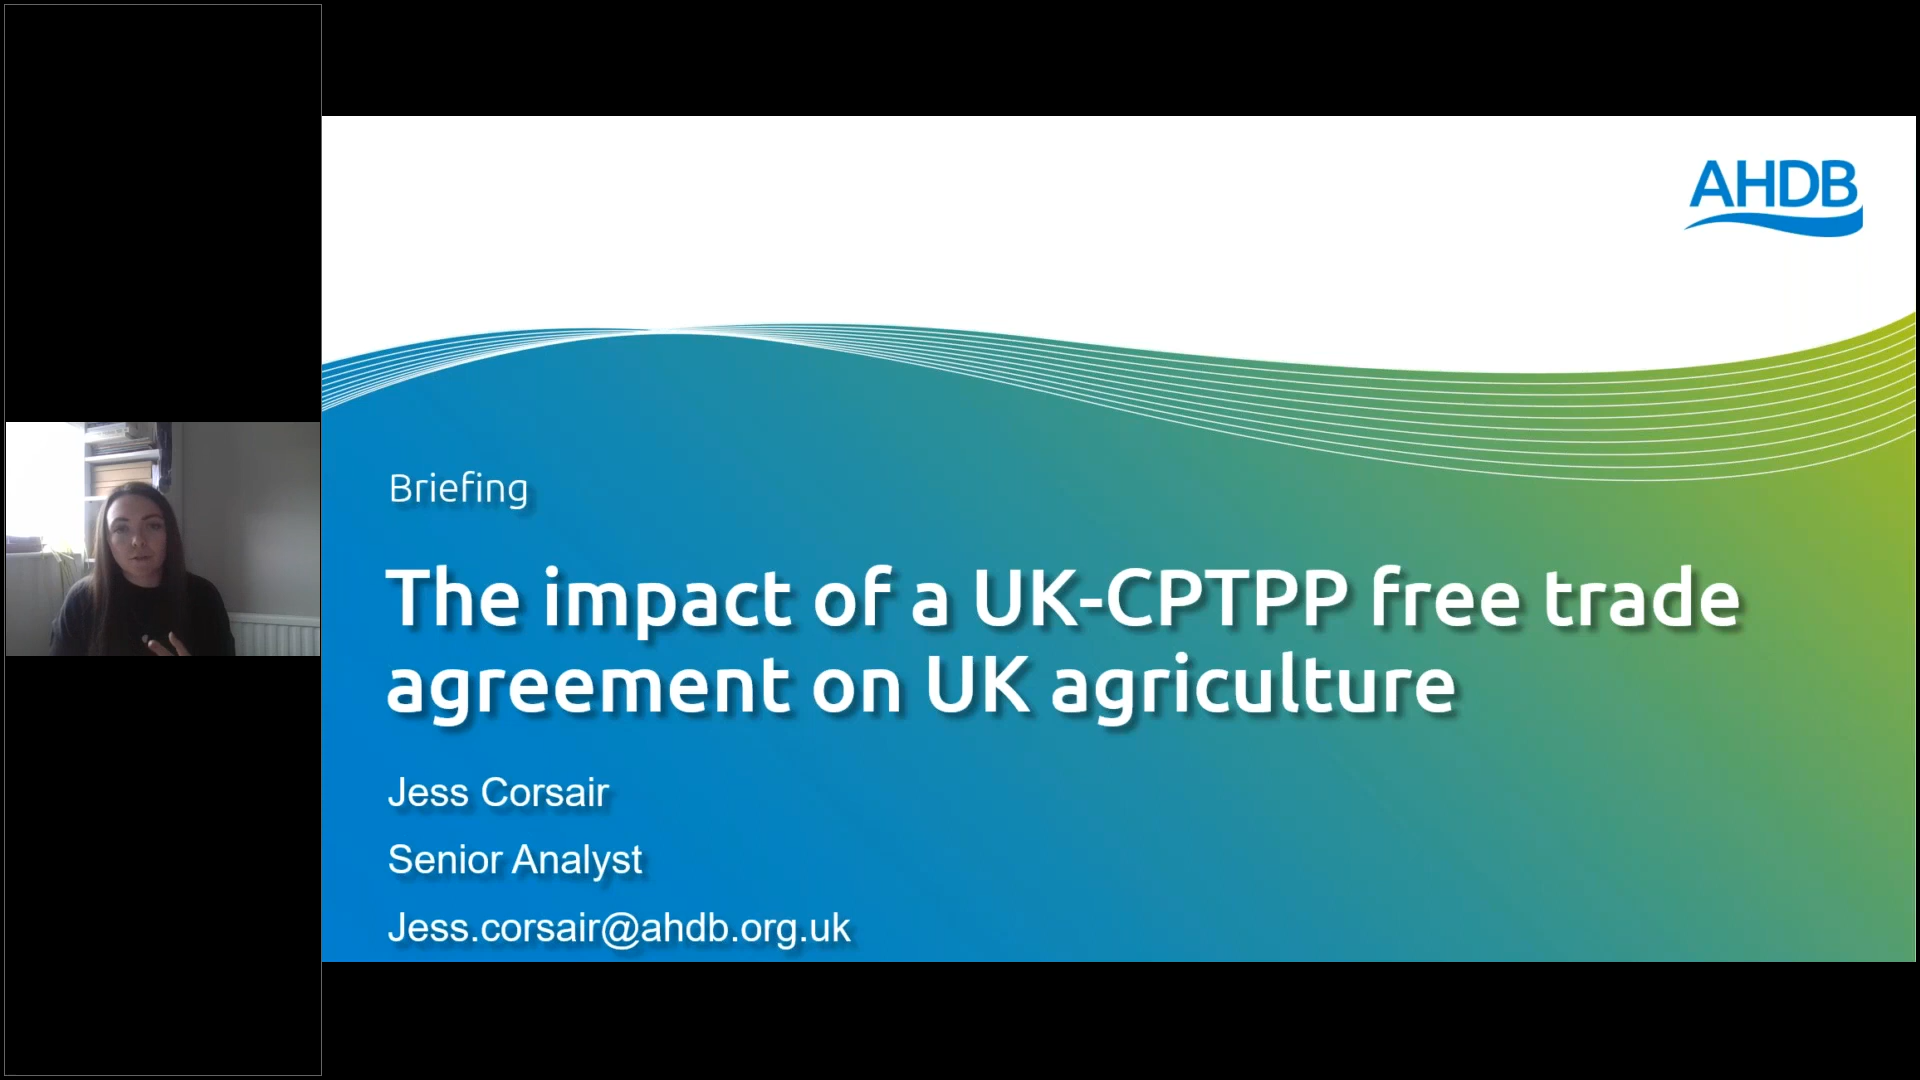 AHDB
Briefing
The impact of a UK-CPTPP free trade
agreement on UK agriculture
Jess Corsair
Senior Analyst
Jess.corsair@ahdb.org.uk